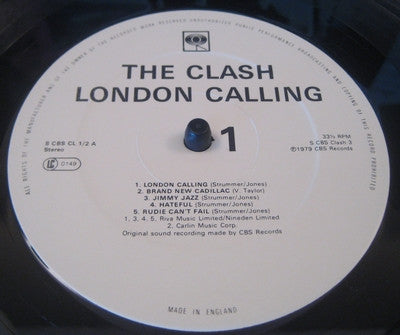 ALL RIGHTS OF THE MANUFACTURER AND OF THE OWNER OF THE RECORDED WORK RESERVED UNAUTHORISED PUBLIC PERFORMANCE BROADCASTING AND COPYING OF THIS RECORD PROHIBITED
CBS
THE CLASH
LONDON CALLING
S CBS CL 1/2 A
Stereo
LC 0149
1
33⅓ RPM
S CBS Clash 3
℗1979 CBS Records
1. LONDON CALLING (Strummer/Jones)
2. BRAND NEW CADILLAC (V. Taylor)
3. JIMMY JAZZ (Strummer/Jones)
4. HATEFUL (Strummer/Jones)
5. RUDIE CAN'T FAIL (Strummer/Jones)
1, 3, 4, 5. Riva Music Limited/Nineden Limited
2. Carlin Music Corp.
Original sound recording made by CBS Records
MADE IN ENGLAND